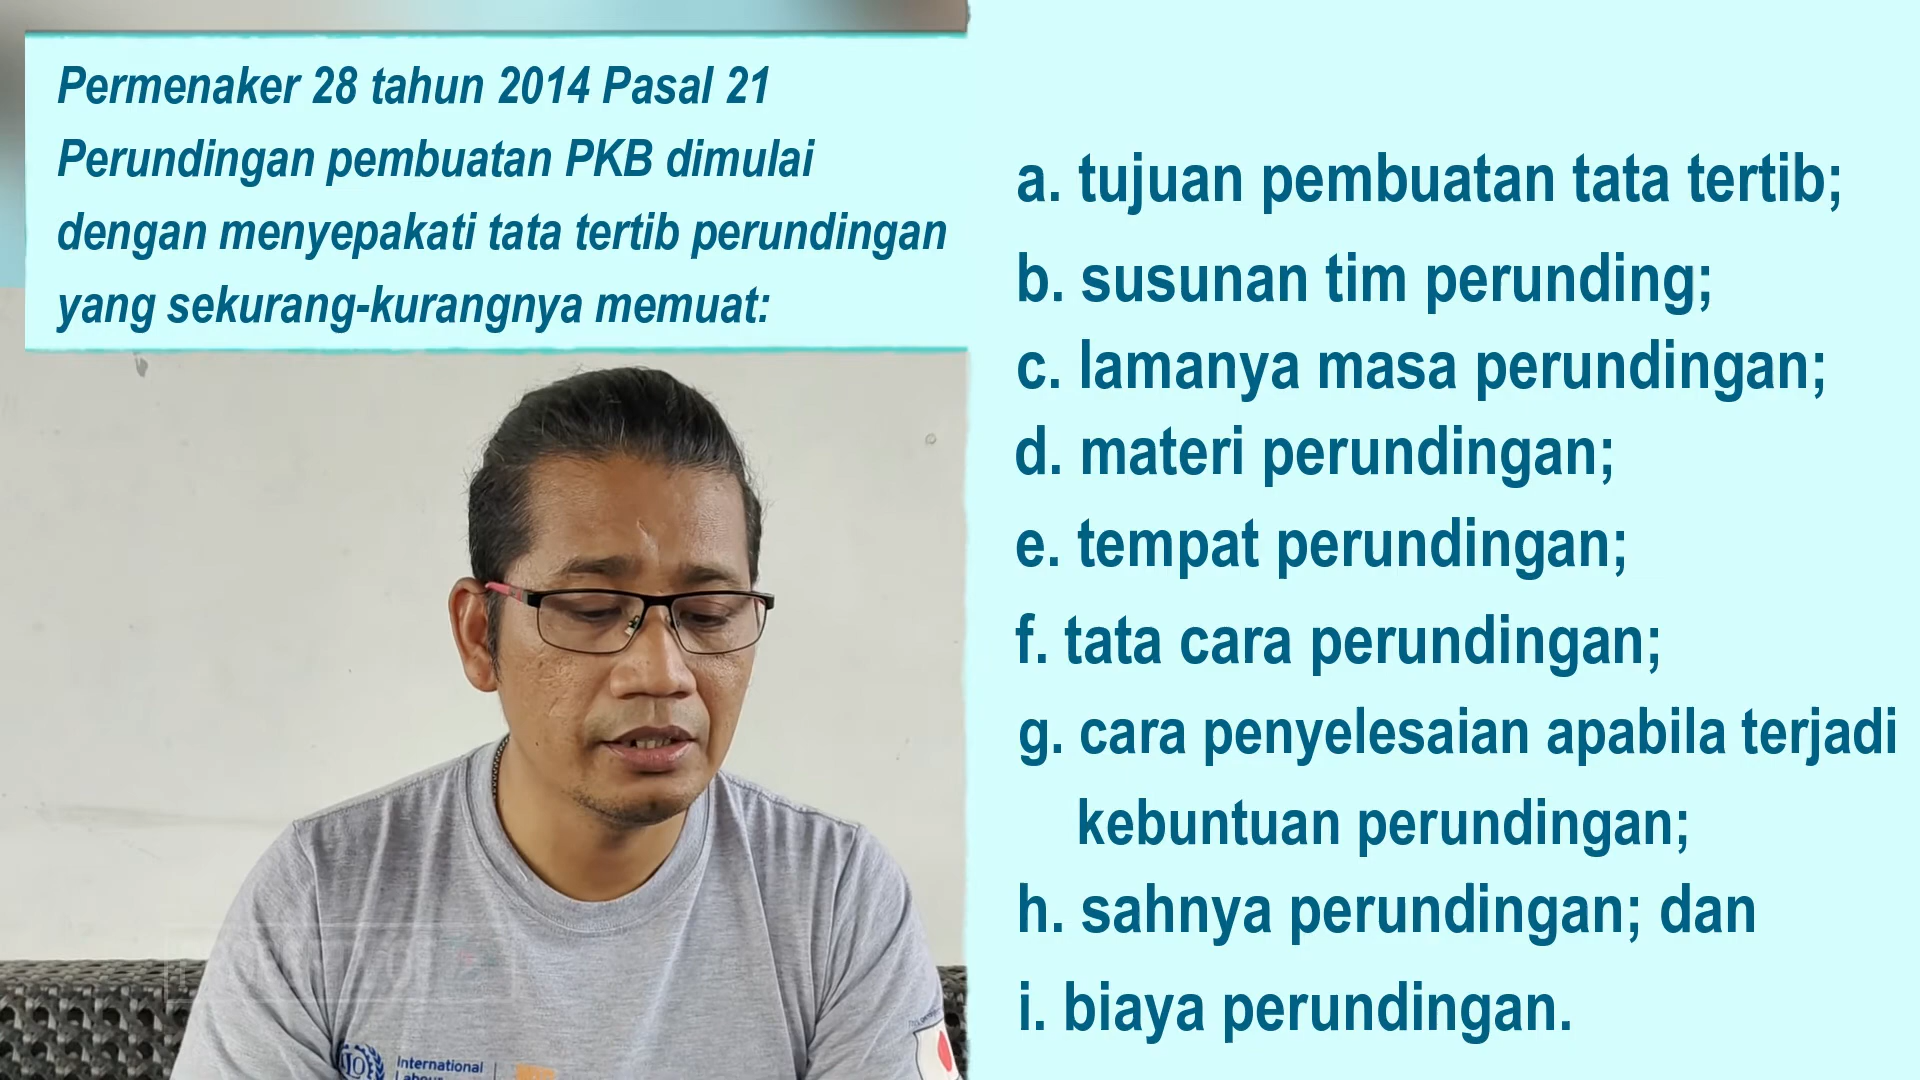 Permenaker 28 tahun 2014 Pasal 21
Perundingan pembuatan PKB dimulai
dengan menyepakati tata tertib perundingan
yang sekurang-kurangnya memuat:
a. tujuan pembuatan tata tertib;
b. susunan tim perunding;
c. lamanya masa perundingan;
d. materi perundingan;
e. tempat perundingan;
f. tata cara perundingan;
g. cara penyelesaian apabila terjadi
kebuntuan perundingan;
h. sahnya perundingan; dan
i. biaya perundingan.
International